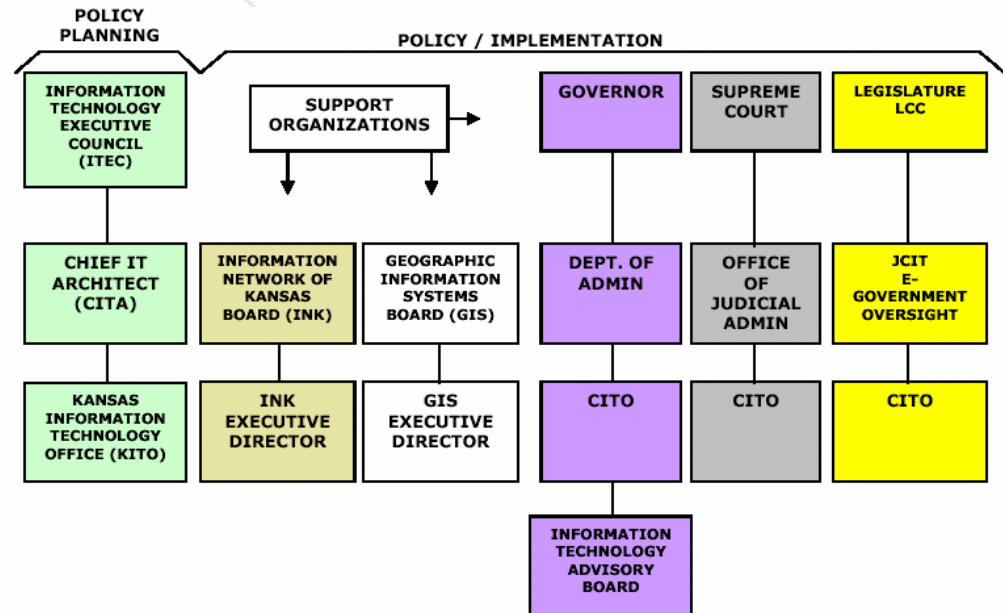 POLICY
PLANNING
POLICY / IMPLEMENTATION
INFORMATION
TECHNOLOGY
EXECUTIVE
COUNCIL
(ITEC)
SUPPORT
ORGANIZATIONS
GOVERNOR
SUPREME
COURT
LEGISLATURE
LCC
CHIEF IT
ARCHITECT
(CITA)
INFORMATION
NETWORK OF
KANSAS
BOARD (INK)
GEOGRAPHIC
INFORMATION
SYSTEMS
BOARD (GIS)
DEPT. OF
ADMIN
OFFICE
OF
JUDICIAL
ADMIN
JCIT
E-
GOVERNMENT
OVERSIGHT
KANSAS
INFORMATION
TECHNOLOGY
OFFICE (KITO)
INK
EXECUTIVE
DIRECTOR
GIS
EXECUTIVE
DIRECTOR
CITO
CITO
CITO
INFORMATION
TECHNOLOGY
ADVISORY
BOARD